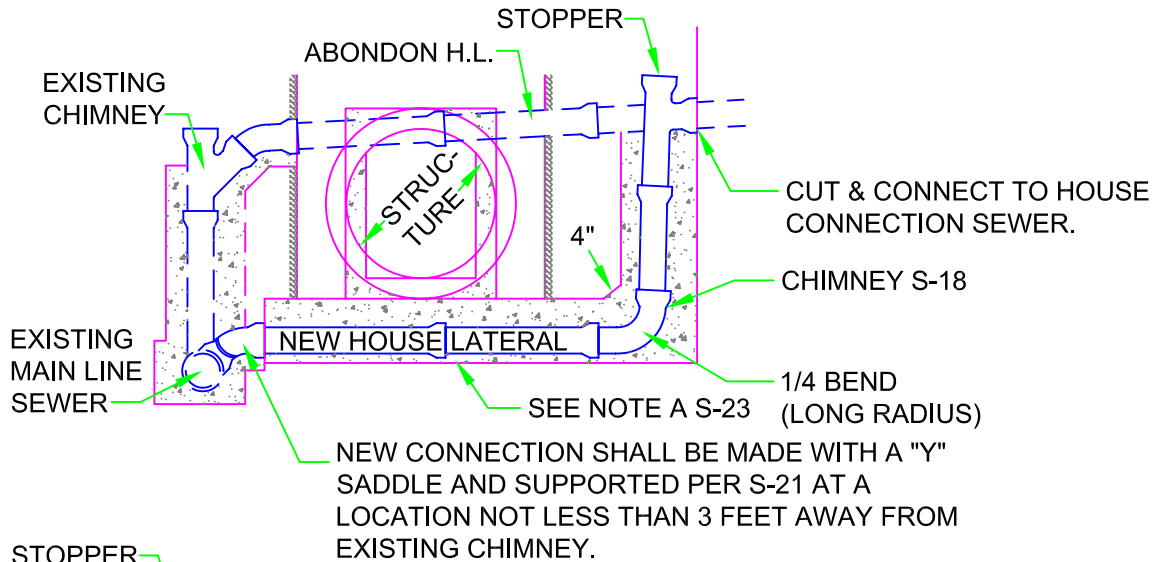 STOPPER
ABONDON H.L.
EXISTING
CHIMNEY
STRUC-
TURE
CUT & CONNECT TO HOUSE
CONNECTION SEWER.
4"
CHIMNEY S-18
EXISTING
MAIN LINE
SEWER
NEW HOUSE LATERAL
1/4 BEND
(LONG RADIUS)
SEE NOTE A S-23
NEW CONNECTION SHALL BE MADE WITH A "Y"
SADDLE AND SUPPORTED PER S-21 AT A
LOCATION NOT LESS THAN 3 FEET AWAY FROM
EXISTING CHIMNEY.
STOPPER